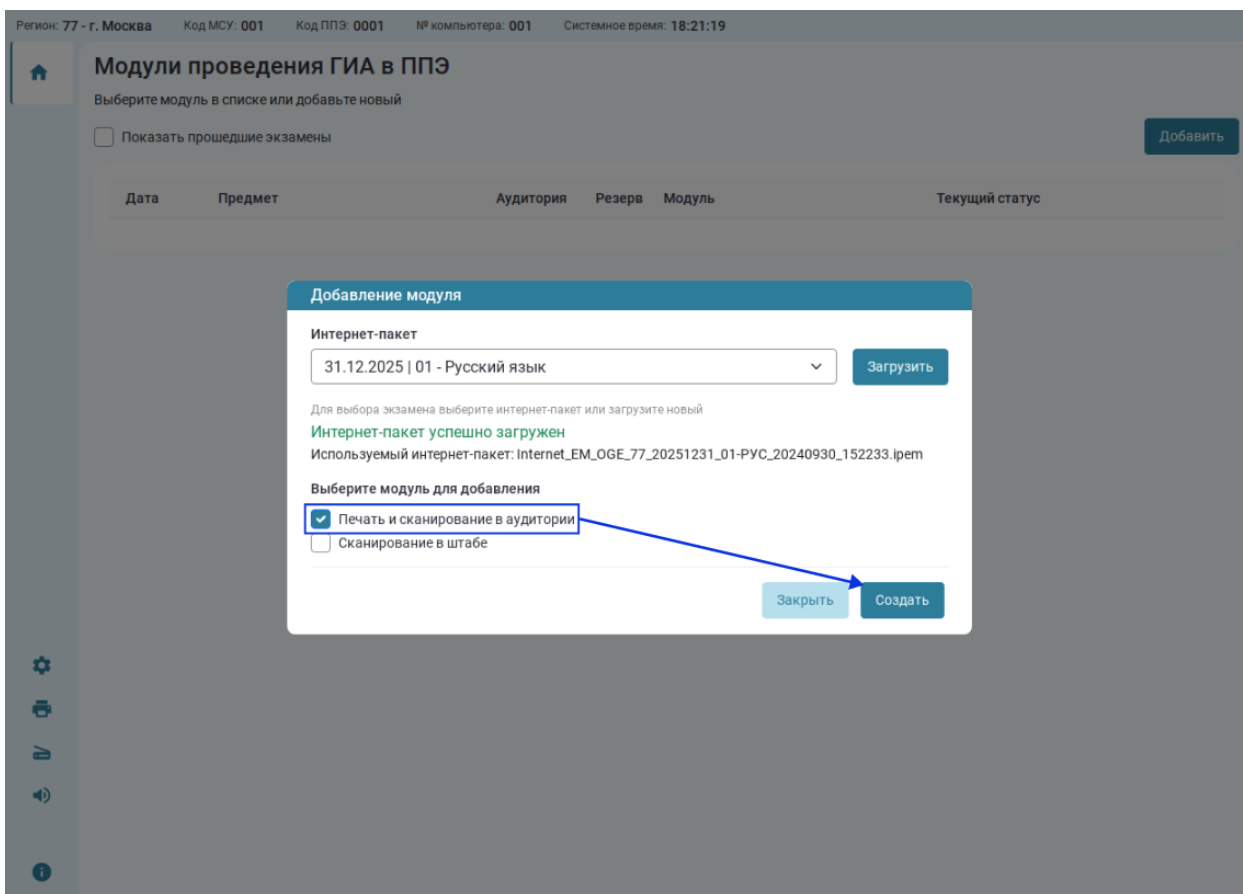 Регион: 77 - г. Москва Код МСУ: 001 Код ППЭ: 0001 № компьютера: 001 Системное время: 18:21:19
Модули проведения ГИА в ППЭ
Выберите модуль в списке или добавьте новый
Показать прошедшие экзамены Добавить
Дата Предмет Аудитория Резерв Модуль Текущий статус
Добавление модуля
Интернет-пакет
31.12.2025 | 01 - Русский язык Загрузить
Для выбора экзамена выберите интернет-пакет или загрузите новый
Интернет-пакет успешно загружен
Используемый интернет-пакет: Internet_EM_OGE_77_20251231_01-РУС_20240930_152233.ipem
Выберите модуль для добавления
Печать и сканирование в аудитории
Сканирование в штабе
Закрыть Создать